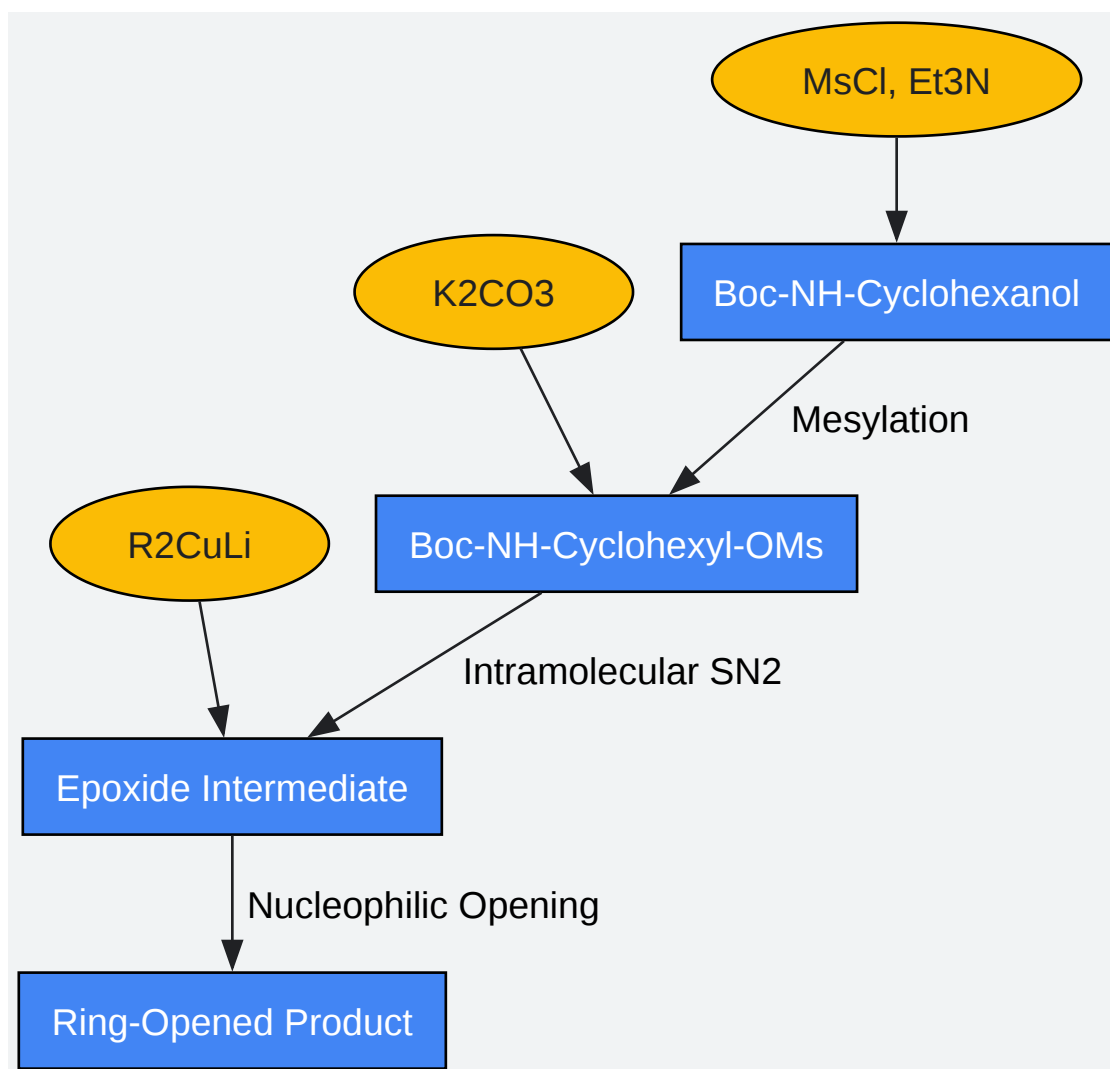 MsCl, Et3N
K2CO3
Boc-NH-Cyclohexanol
Mesylation
R2CuLi
Boc-NH-Cyclohexyl-OMs
Intramolecular SN2
Epoxide Intermediate
Nucleophilic Opening
Ring-Opened Product